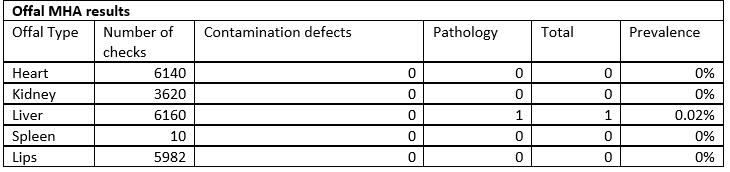 Offal MHA results
Offal Type Number of checks Contamination defects Pathology Total Prevalence
Heart 6140 0 0 0 0%
Kidney 3620 0 0 0 0%
Liver 6160 0 1 1 0.02%
Spleen 10 0 0 0 0%
Lips 5982 0 0 0 0%